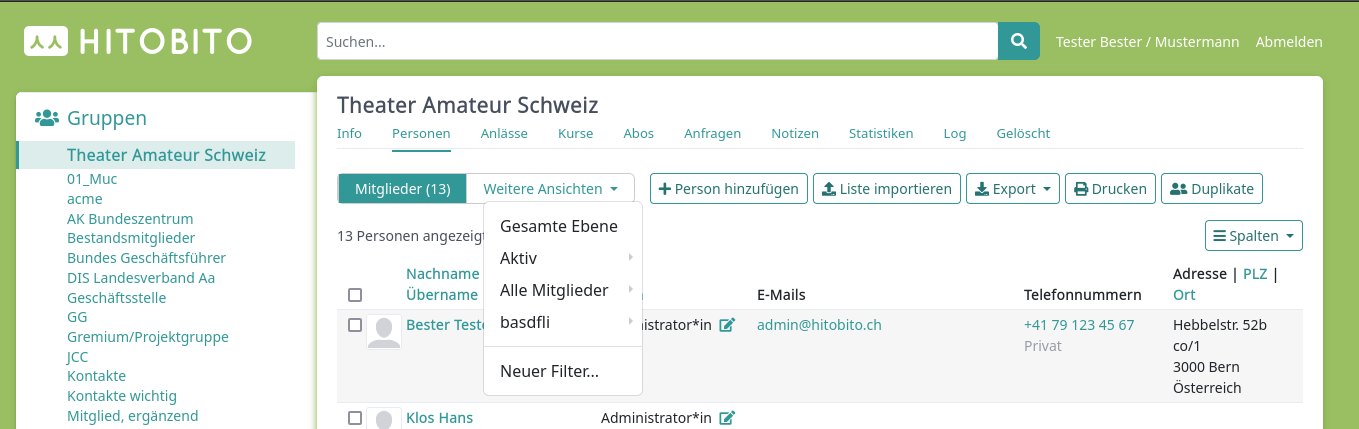 HITOBITO
Suchen...
Tester Bester / Mustermann
Abmelden
Gruppen
Theater Amateur Schweiz
01_Muc
acme
AK Bundeszentrum
Bestandsmitglieder
Bundes Geschäftsführer
DIS Landesverband Aa
Geschäftsstelle
GG
Gremium/Projektgruppe
JCC
Kontakte
Kontakte wichtig
Mitglied, ergänzend
Theater Amateur Schweiz
Info Personen Anlässe Kurse Abos Anfragen Notizen Statistiken Log Gelöscht
Mitglieder (13) Weitere Ansichten Person hinzufügen Liste importieren Export Drucken Duplikate
Gesamte Ebene
Aktiv
Alle Mitglieder
basdfli
Neuer Filter...
13 Personen angezeigt
Spalten
Nachname
Übername
E-Mails
Telefonnummern
Adresse | PLZ |
Ort
Bester Teste
istrator*in
admin@hitobito.ch
+41 79 123 45 67
Privat
Hebbelstr. 52b
co/1
3000 Bern
Österreich
Klos Hans
Administrator*in